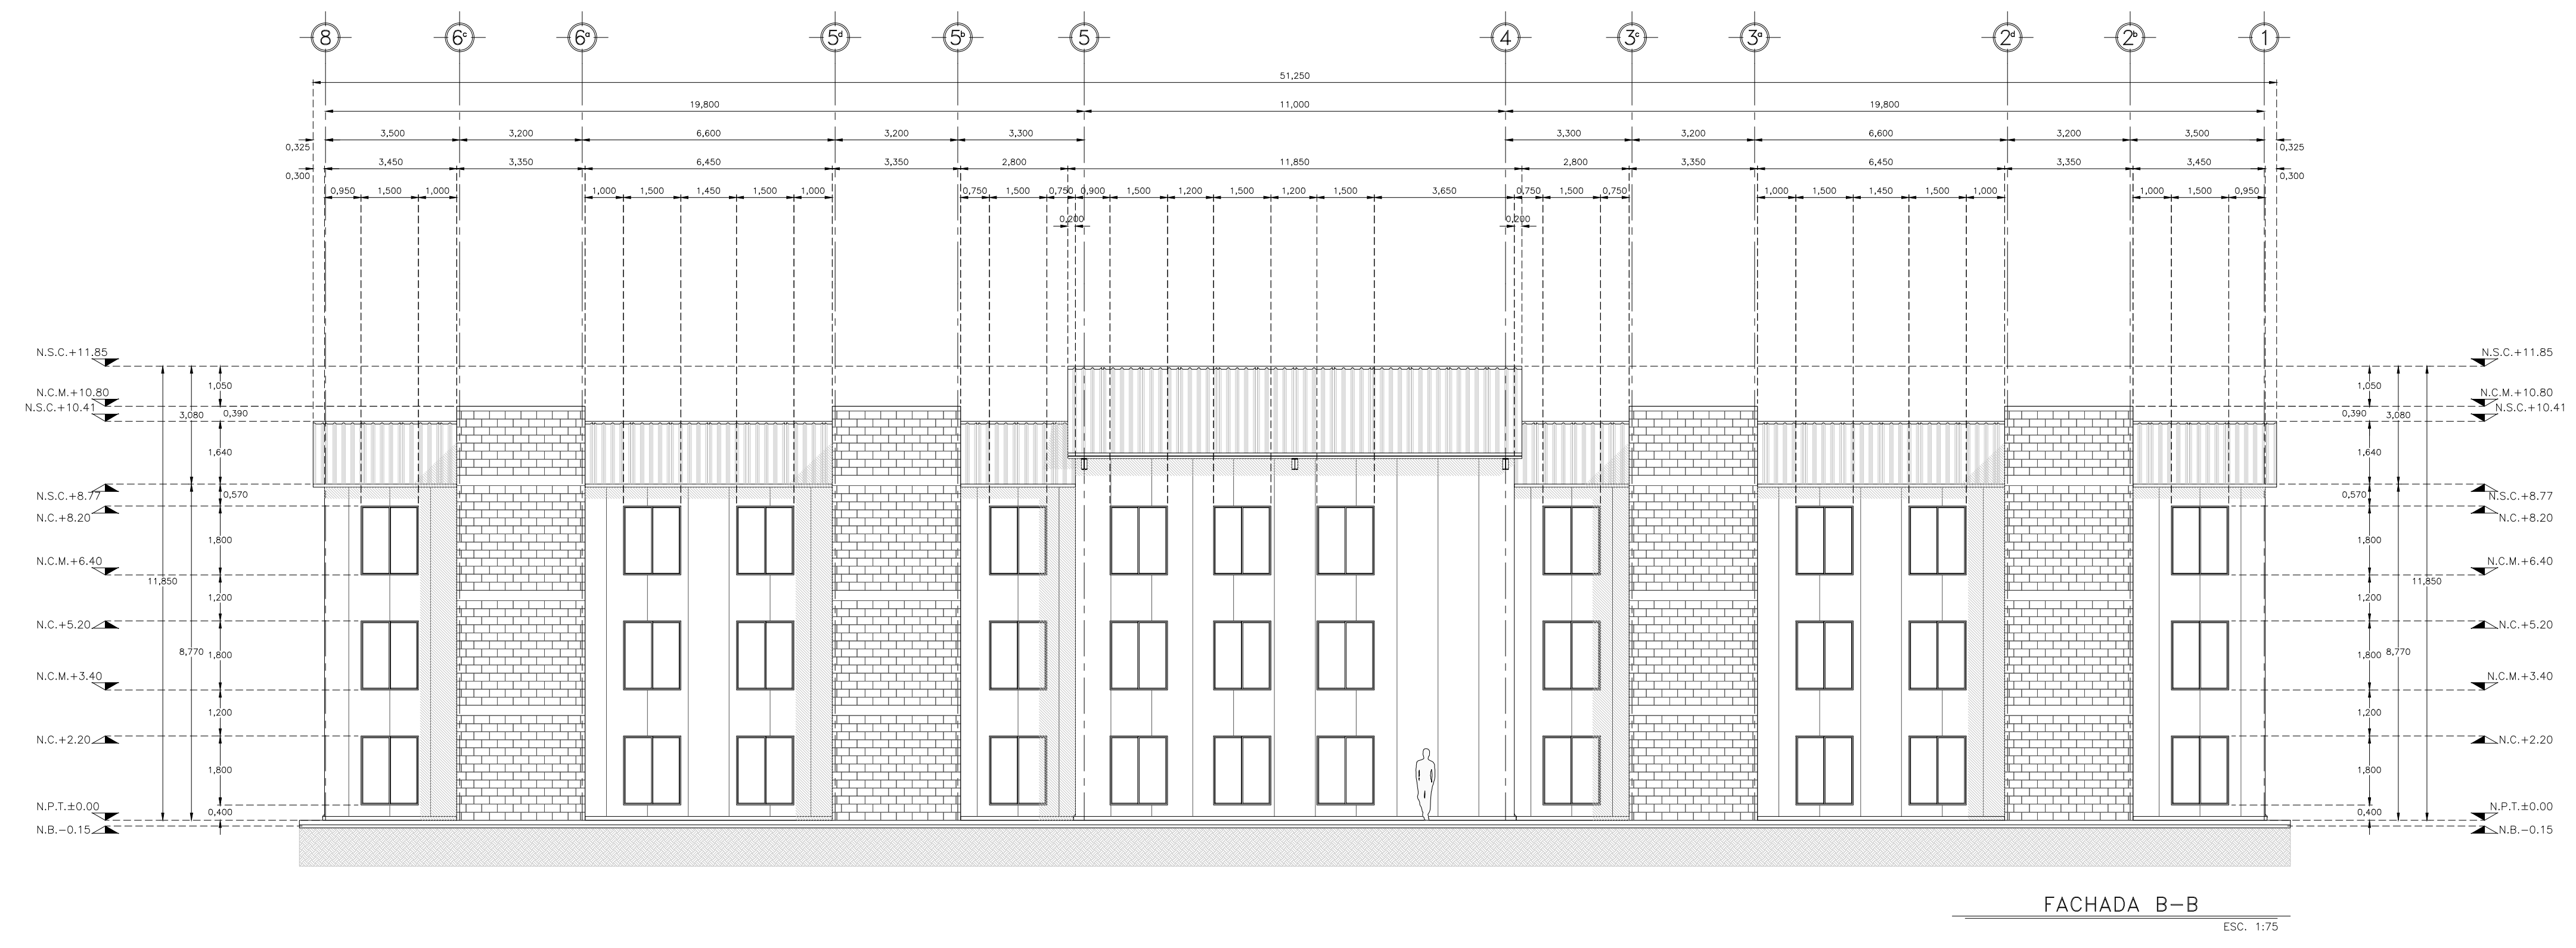 8 6ᶜ 6ᵃ 5ᵈ 5ᵇ 5 4 3ᶜ 3ᵃ 2ᵈ 2ᵇ 1
51,250
19,800 11,000 19,800
3,500 3,200 6,600 3,200 3,300 3,300 3,200 6,600 3,200 3,500
0,325 0,325
3,450 3,350 6,450 3,350 2,800 11,850 2,800 3,350 6,450 3,350 3,450
0,300 0,300
0,950 1,500 1,000 1,000 1,500 1,450 1,500 1,000 0,750 1,500 0,750 0,900 1,500 1,200 1,500 1,200 1,500 3,650 0,750 1,500 0,750 1,000 1,500 1,450 1,500 1,000 1,000 1,500 0,950
0,200 0,200
N.S.C.+11.85 N.S.C.+11.85
1,050 1,050
N.C.M.+10.80 N.C.M.+10.80
N.S.C.+10.41 N.S.C.+10.41
3,080 0,390 0,390 3,080
1,640 1,640
N.S.C.+8.77 0,570 0,570 N.S.C.+8.77
N.C.+8.20 N.C.+8.20
1,800 1,800
N.C.M.+6.40 N.C.M.+6.40
11,850 11,850
1,200 1,200
N.C.+5.20 N.C.+5.20
8,770 1,800 1,800 8,770
N.C.M.+3.40 N.C.M.+3.40
1,200 1,200
N.C.+2.20 N.C.+2.20
1,800 1,800
N.P.T.±0.00 N.P.T.±0.00
0,400 0,400
N.B.−0.15 N.B.−0.15
FACHADA B−B
ESC. 1:75